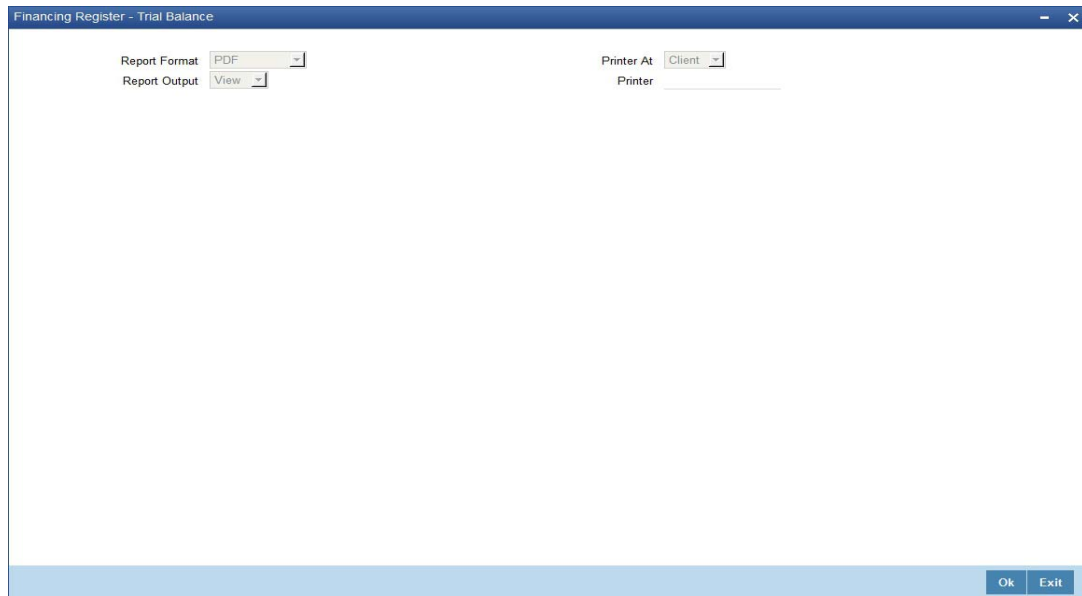 Financing Register - Trial Balance
Report Format PDF Printer At Client
Report Output View Printer
Ok Exit